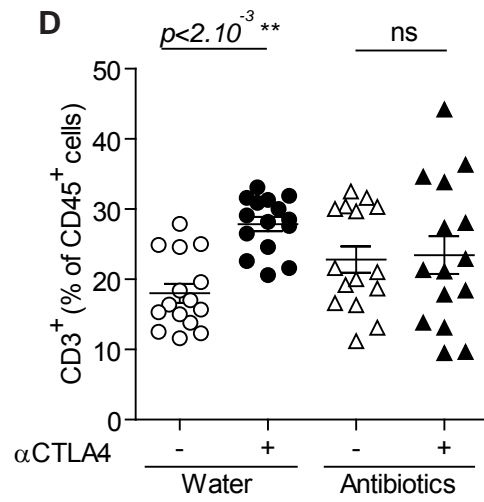 D
p<2.10⁻³ ** ns
CD3⁺ (% of CD45⁺ cells)
50
40
30
20
10
0
αCTLA4 - + - +
Water Antibiotics